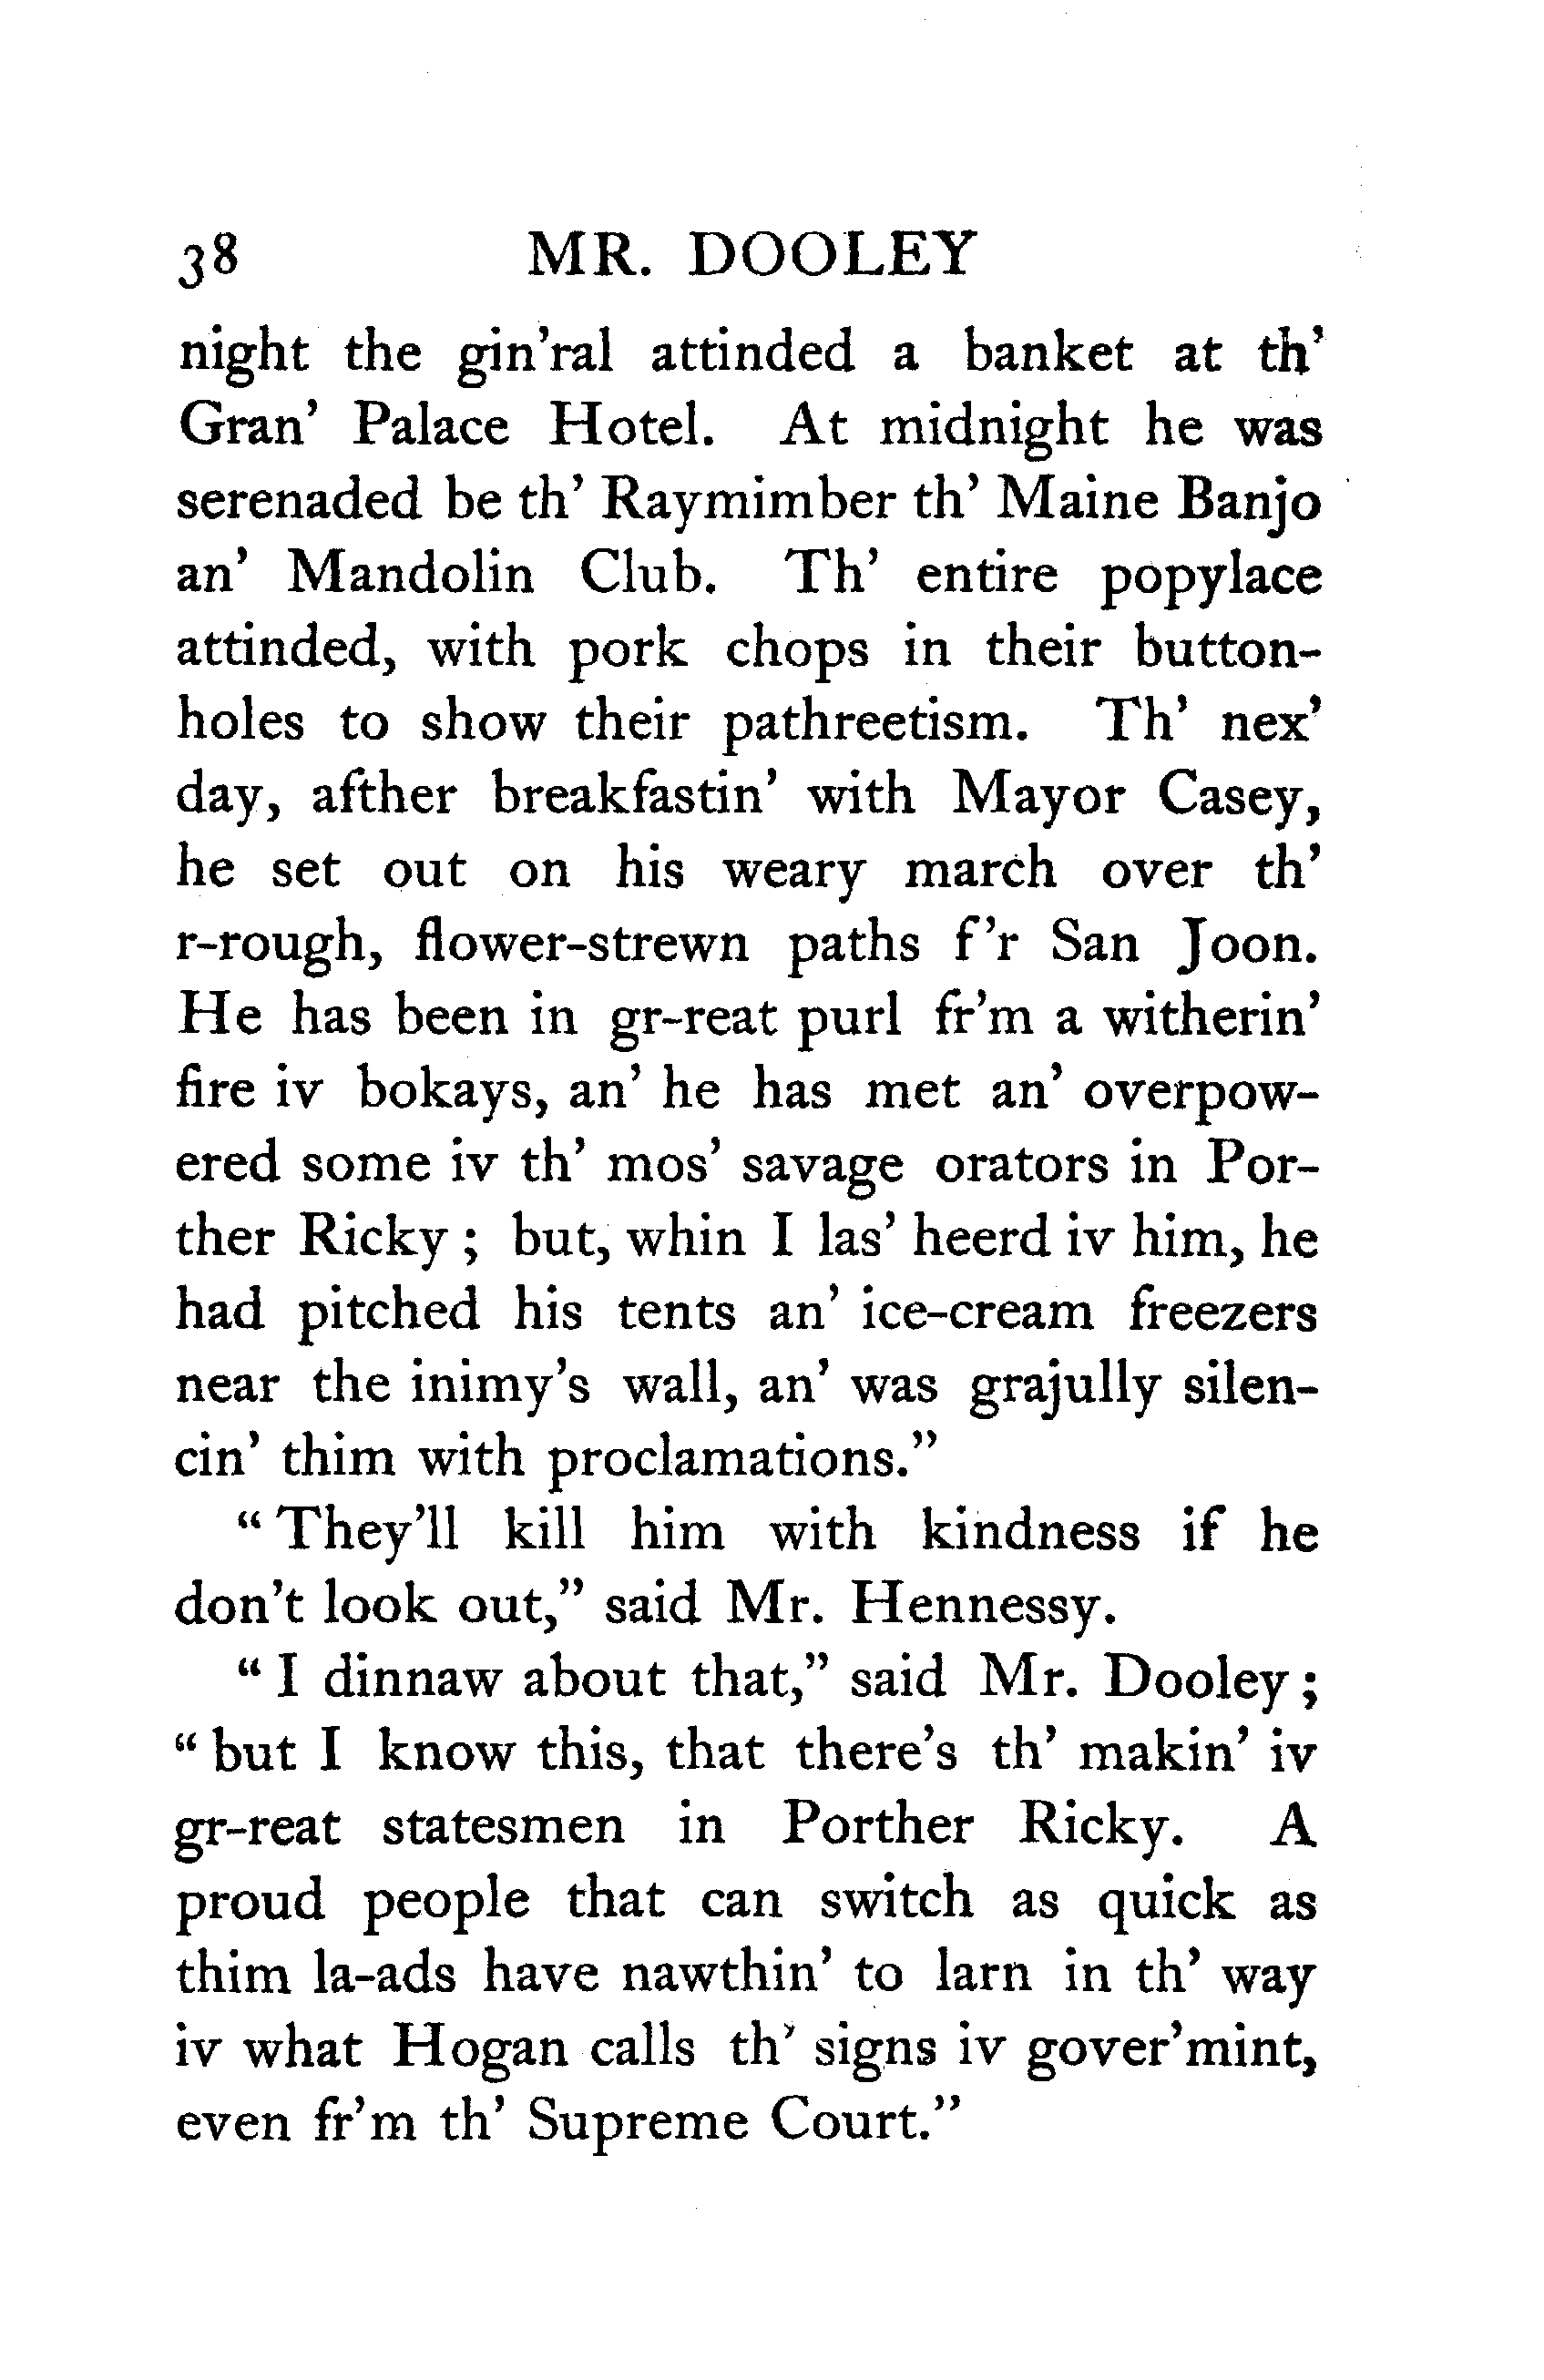 38 MR. DOOLEY
night the gin'ral attinded a banket at th'
Gran' Palace Hotel. At midnight he was
serenaded be th' Raymimber th' Maine Banjo
an' Mandolin Club. Th' entire popylace
attinded, with pork chops in their button-
holes to show their pathreetism. Th' nex'
day, afther breakfastin' with Mayor Casey,
he set out on his weary march over th'
r-rough, flower-strewn paths f'r San Joon.
He has been in gr-reat purl fr'm a witherin'
fire iv bokays, an' he has met an' overpow-
ered some iv th' mos' savage orators in Por-
ther Ricky; but, whin I las' heerd iv him, he
had pitched his tents an' ice-cream freezers
near the inimy's wall, an' was grajully silen-
cin' thim with proclamations."
"They'll kill him with kindness if he
don't look out," said Mr. Hennessy.
"I dinnaw about that," said Mr. Dooley;
"but I know this, that there's th' makin' iv
gr-reat statesmen in Porther Ricky. A
proud people that can switch as quick as
thim la-ads have nawthin' to larn in th' way
iv what Hogan calls th' signs iv gover'mint,
even fr'm th' Supreme Court."